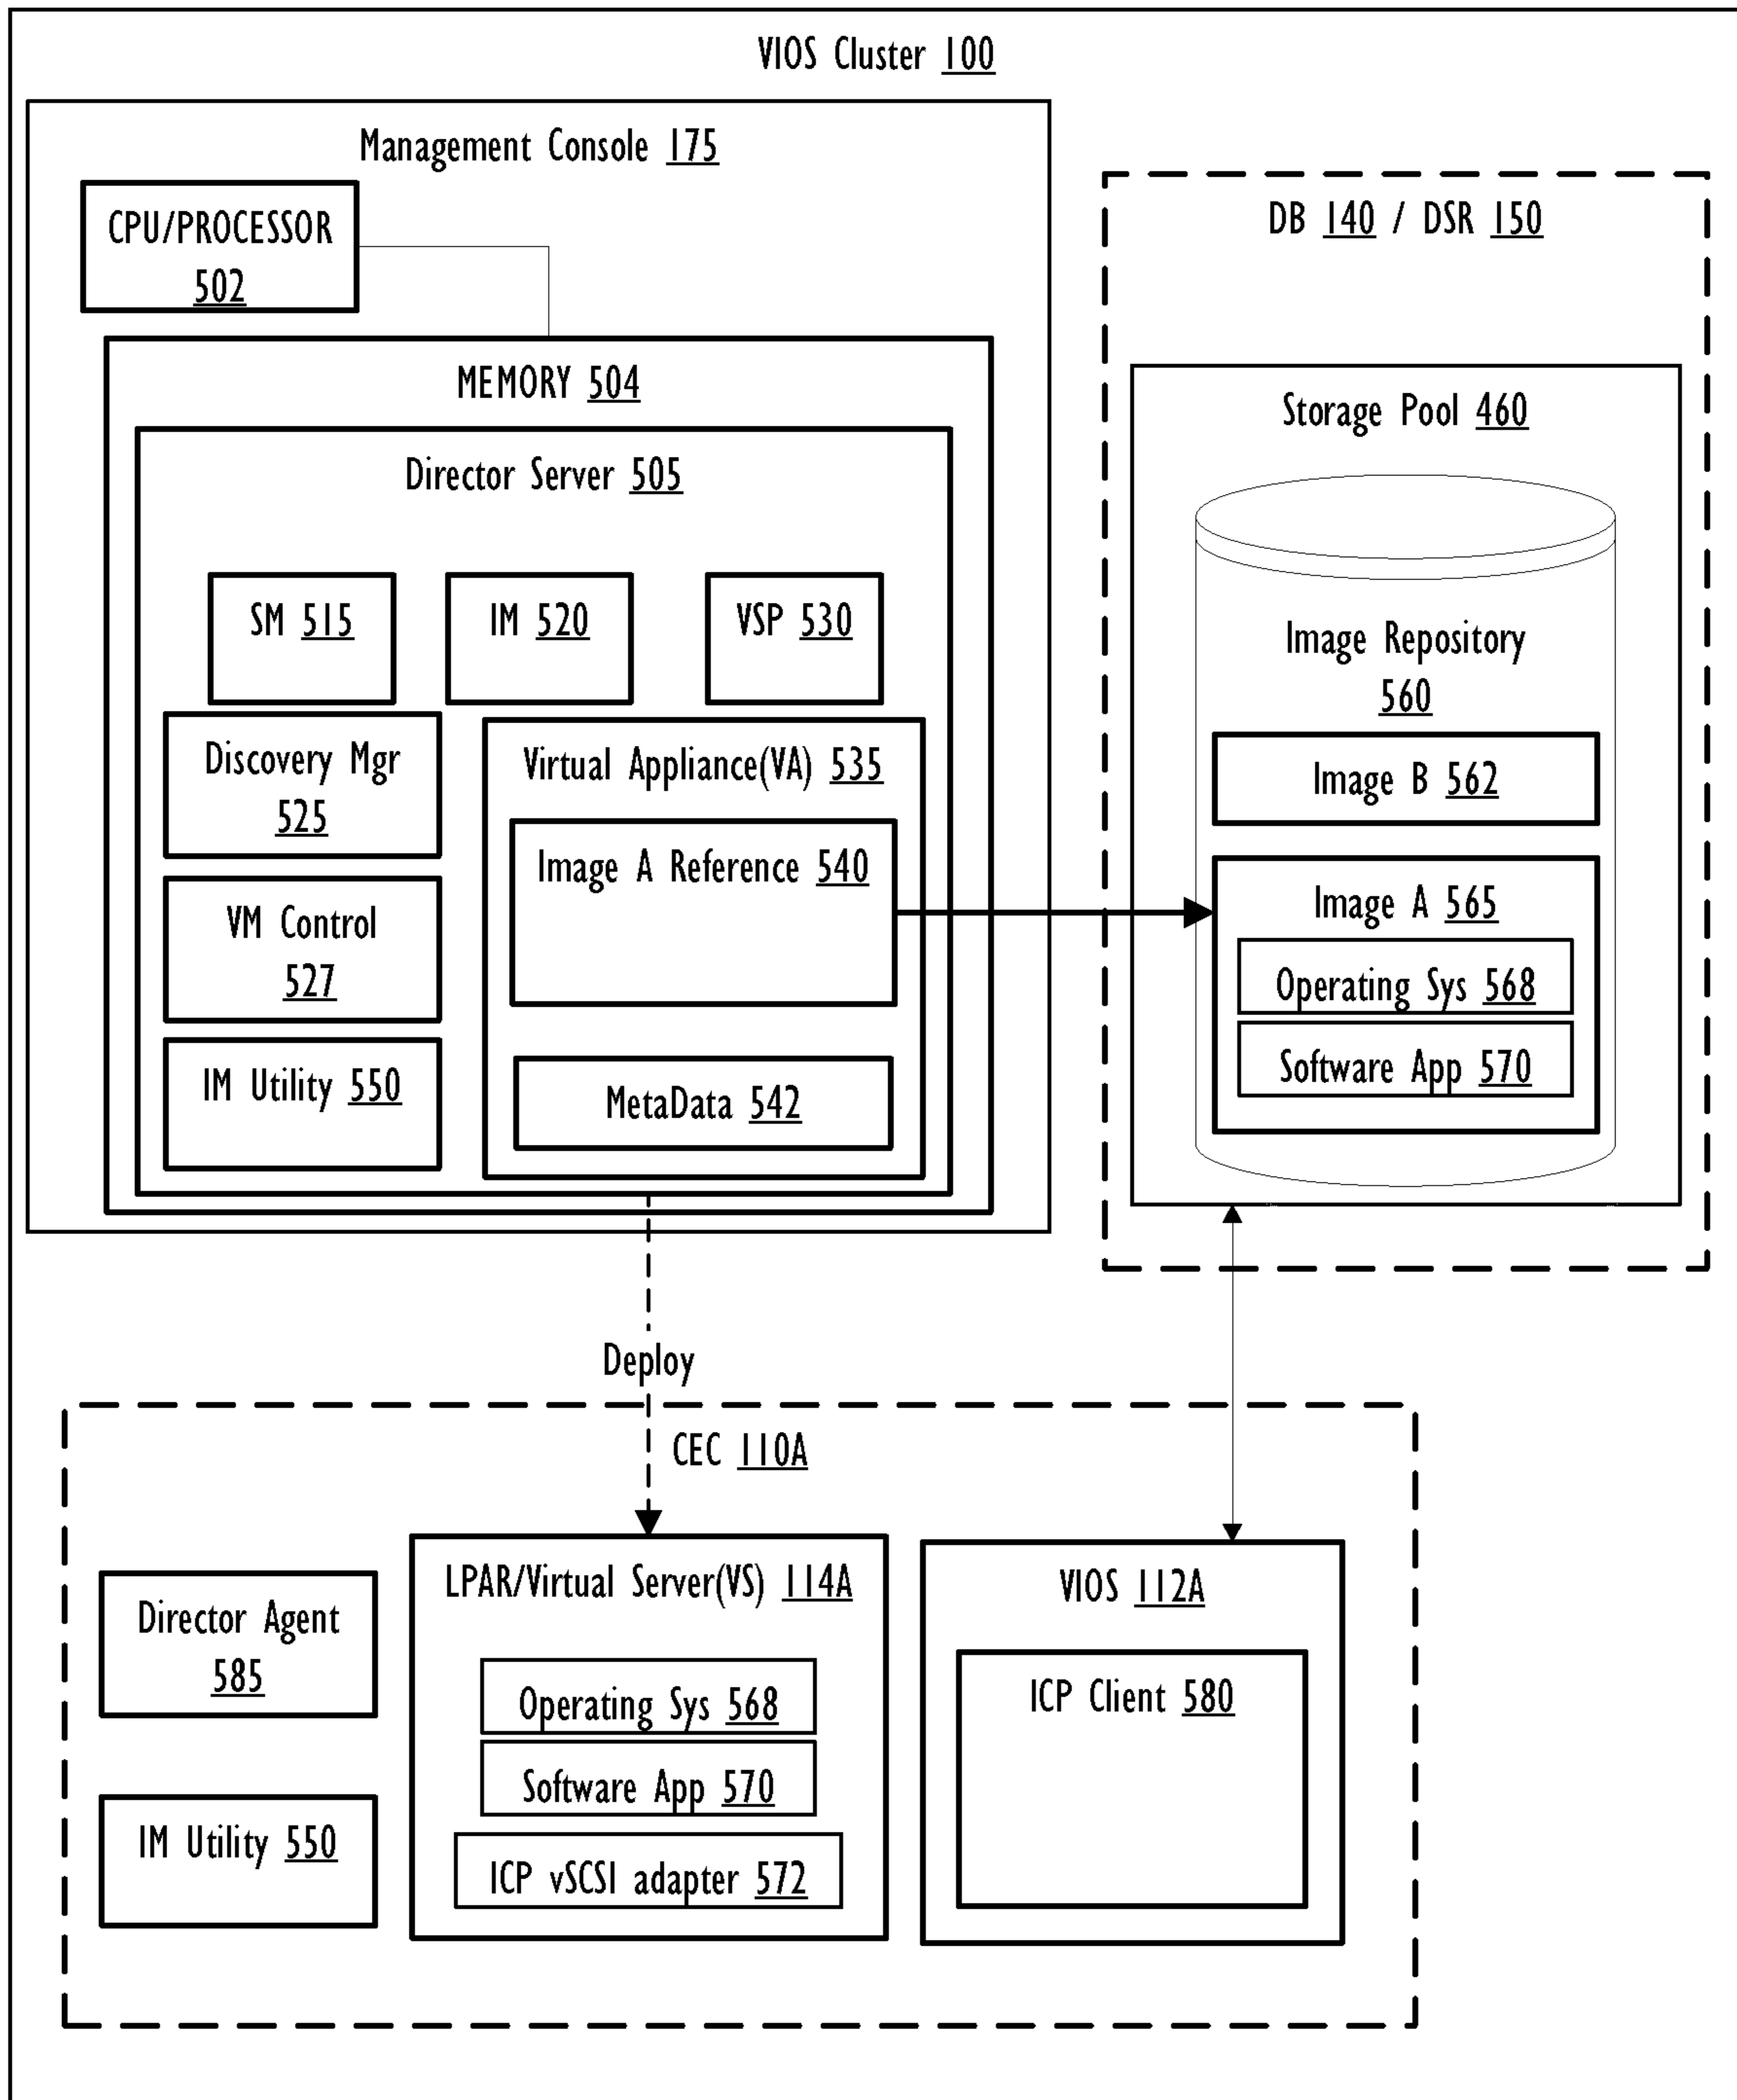 VIOS Cluster 100
Management Console 175
CPU/PROCESSOR
502
MEMORY 504
Director Server 505
SM 515
IM 520
VSP 530
Discovery Mgr
525
VM Control
527
IM Utility 550
Virtual Appliance(VA) 535
Image A Reference 540
MetaData 542
DB 140 / DSR 150
Storage Pool 460
Image Repository
560
Image B 562
Image A 565
Operating Sys 568
Software App 570
Deploy
CEC 110A
Director Agent
585
IM Utility 550
LPAR/Virtual Server(VS) 114A
Operating Sys 568
Software App 570
ICP vSCSI adapter 572
VIOS 112A
ICP Client 580